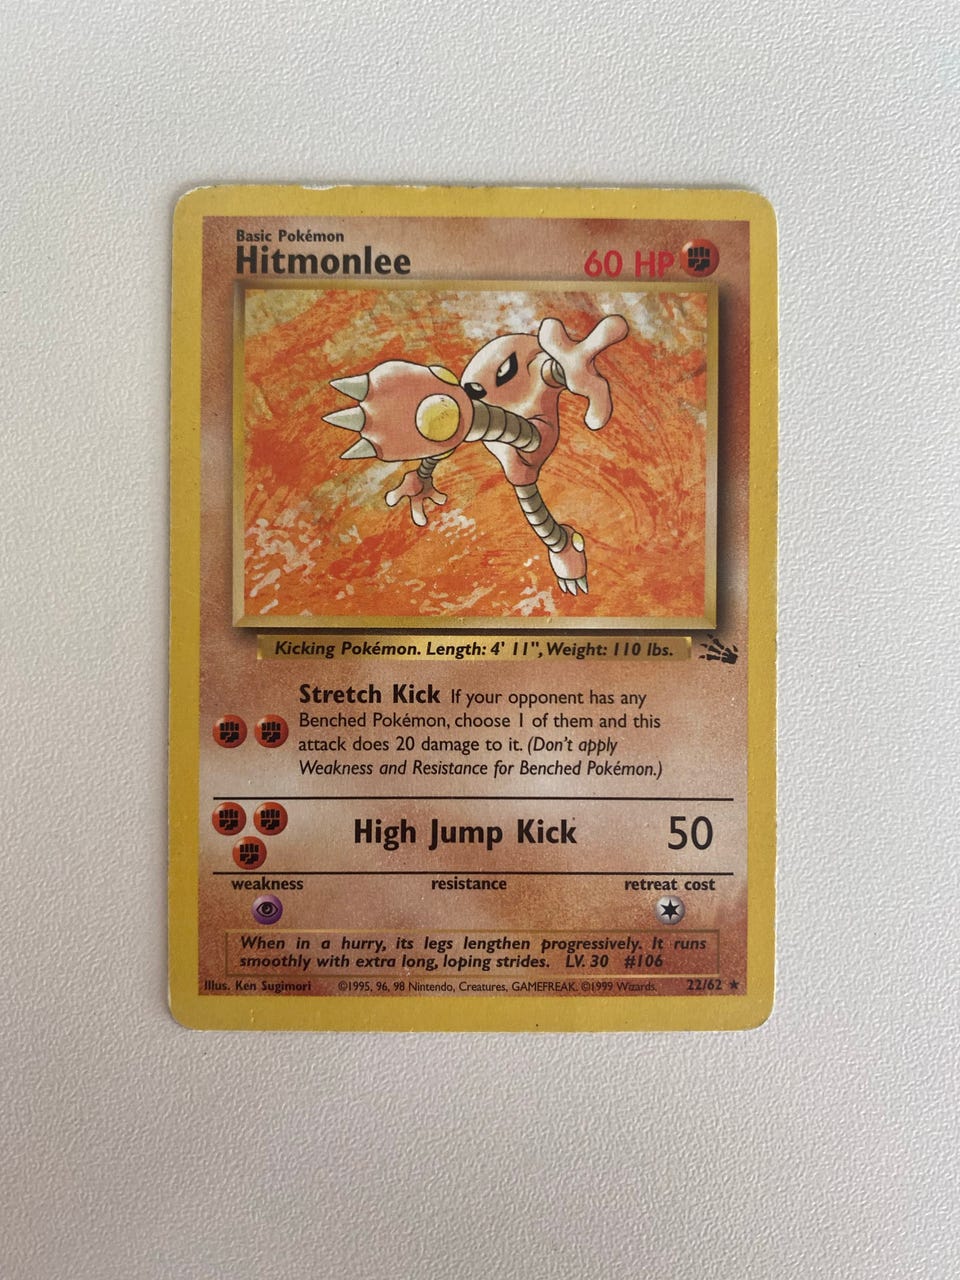 Basic Pokémon
Hitmonlee
60 HP
Kicking Pokémon. Length: 4' 11", Weight: 110 lbs.
Stretch Kick If your opponent has any
Benched Pokémon, choose 1 of them and this
attack does 20 damage to it. (Don't apply
Weakness and Resistance for Benched Pokémon.)
High Jump Kick 50
weakness resistance retreat cost
When in a hurry, its legs lengthen progressively. It runs
smoothly with extra long, loping strides. LV. 30 #106
Illus. Ken Sugimori ©1995, 96, 98 Nintendo, Creatures, GAMEFREAK. ©1999 Wizards. 22/62 ★